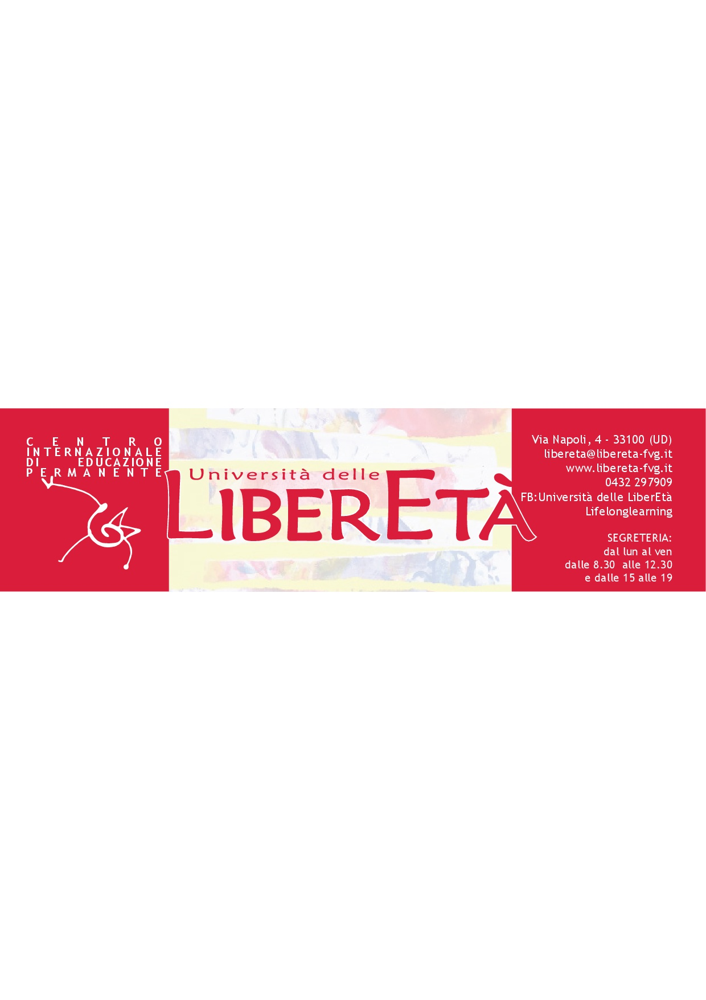 CENTRO
INTERNAZIONALE
DI EDUCAZIONE
PERMANENTE
Università delle
LIBERETÀ
Via Napoli, 4 - 33100 (UD)
libereta@libereta-fvg.it
www.libereta-fvg.it
0432 297909
FB:Università delle LiberEtà
Lifelonglearning
SEGRETERIA:
dal lun al ven
dalle 8.30 alle 12.30
e dalle 15 alle 19